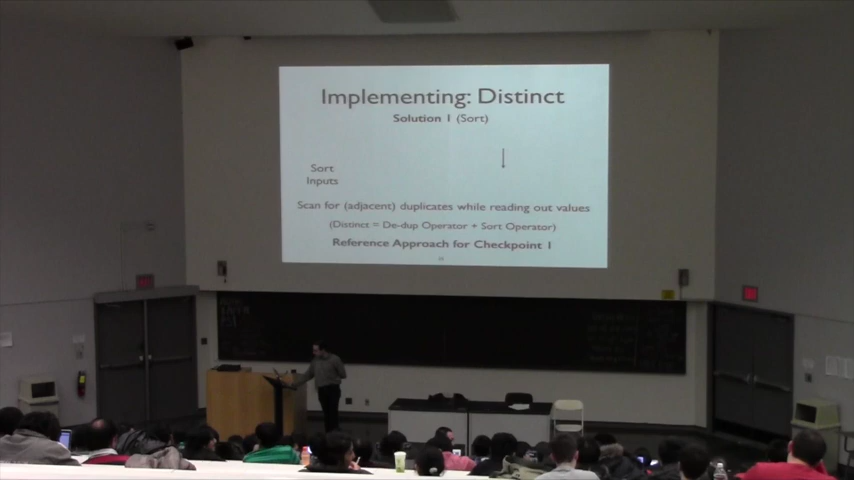 Implementing: Distinct
Solution 1 (Sort)
Sort
Inputs
Scan for (adjacent) duplicates while reading out values
(Distinct = De-dup Operator + Sort Operator)
Reference Approach for Checkpoint 1